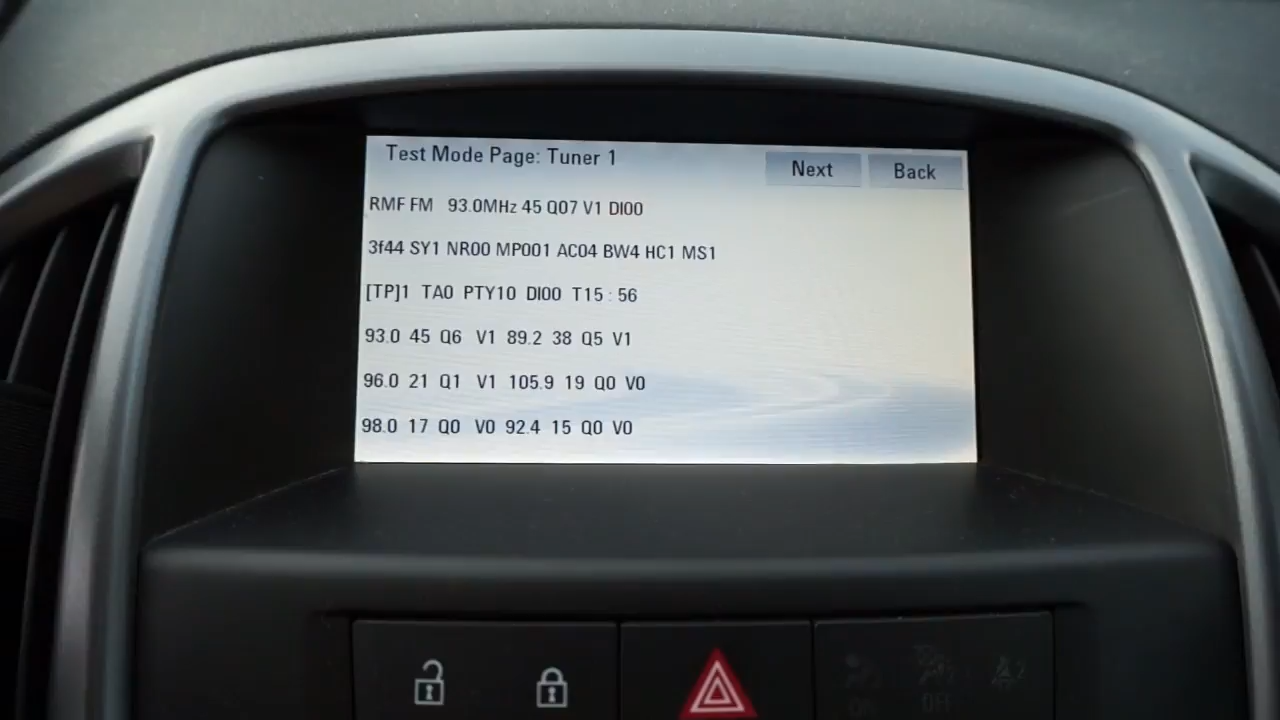 Test Mode Page: Tuner 1 Next Back
RMF FM 93.0MHz 45 Q07 V1 DI00
3f44 SY1 NR00 MP001 AC04 BW4 HC1 MS1
[TP]1 TA0 PTY10 DI00 T15:56
93.0 45 Q6 V1 89.2 38 Q5 V1
96.0 21 Q1 V1 105.9 19 Q0 V0
98.0 17 Q0 V0 92.4 15 Q0 V0
OFF